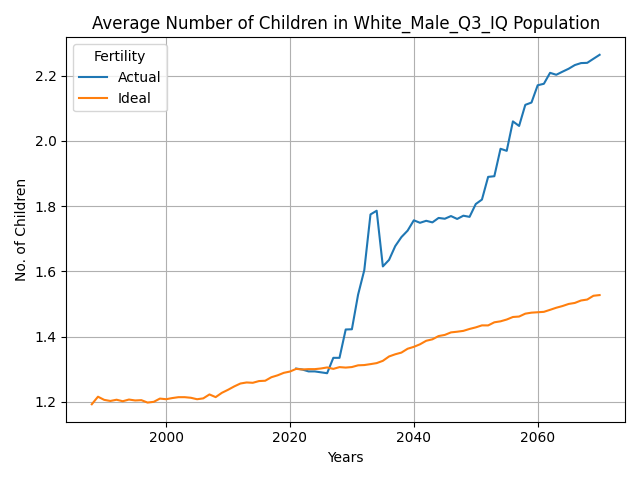 Average Number of Children in White_Male_Q3_IQ Population
Fertility
Actual
Ideal
No. of Children
2.2
2.0
1.8
1.6
1.4
1.2
2000
2020
2040
2060
Years